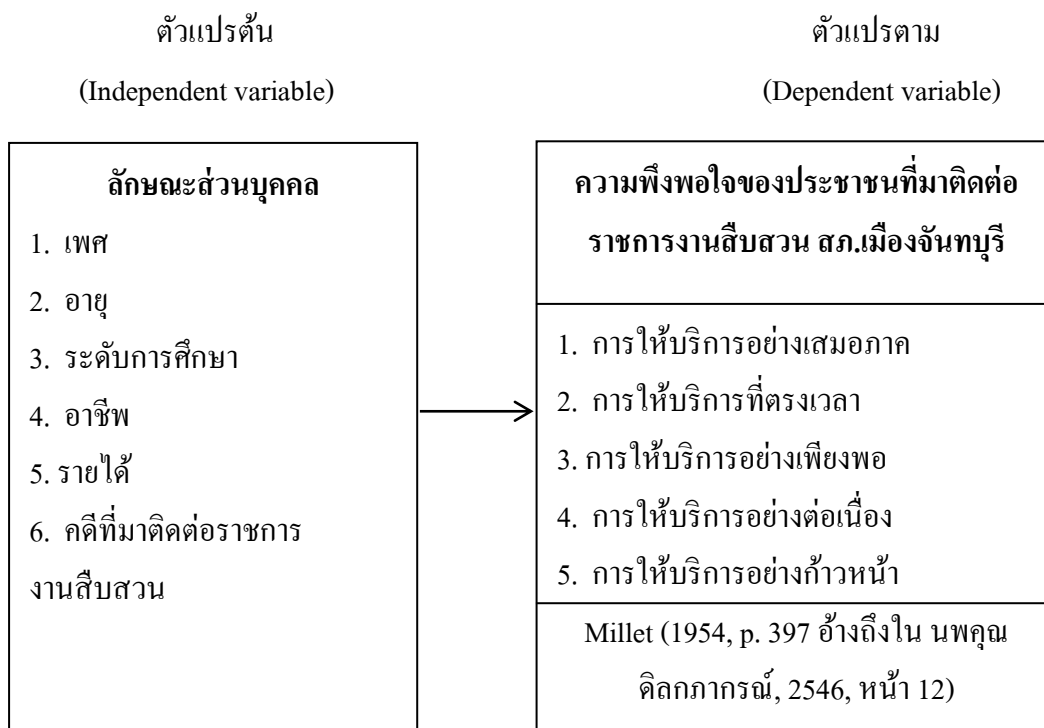 ตัวแปรต้น
(Independent variable)
ลักษณะส่วนบุคคล
1. เพศ
2. อายุ
3. ระดับการศึกษา
4. อาชีพ
5. รายได้
6. คดีที่มาติดต่อราชการ
งานสืบสวน
ตัวแปรตาม
(Dependent variable)
ความพึงพอใจของประชาชนที่มาติดต่อ
ราชการงานสืบสวน สภ.เมืองจันทบุรี
1. การให้บริการอย่างเสมอภาค
2. การให้บริการที่ตรงเวลา
3. การให้บริการอย่างเพียงพอ
4. การให้บริการอย่างต่อเนื่อง
5. การให้บริการอย่างก้าวหน้า
Millet (1954, p. 397 อ้างถึงใน นพคุณ
ดิลกภากรณ์, 2546, หน้า 12)